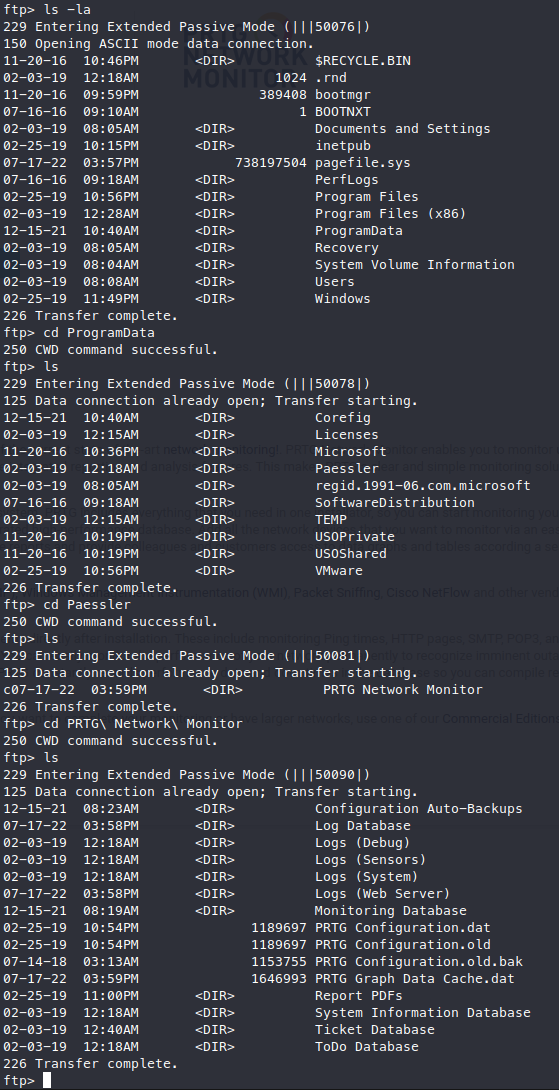 ftp> ls -la
229 Entering Extended Passive Mode (|||50076|)
150 Opening ASCII mode data connection.
11-20-16  10:46PM       <DIR>          $RECYCLE.BIN
02-03-19  12:18AM                 1024 .rnd
11-20-16  09:59PM               389408 bootmgr
07-16-16  09:10AM                    1 BOOTNXT
02-03-19  08:05AM       <DIR>          Documents and Settings
02-25-19  10:15PM       <DIR>          inetpub
07-17-22  03:57PM            738197504 pagefile.sys
07-16-16  09:18AM       <DIR>          PerfLogs
02-25-19  10:56PM       <DIR>          Program Files
02-03-19  12:28AM       <DIR>          Program Files (x86)
12-15-21  10:40AM       <DIR>          ProgramData
02-03-19  08:05AM       <DIR>          Recovery
02-03-19  08:04AM       <DIR>          System Volume Information
02-03-19  08:08AM       <DIR>          Users
02-25-19  11:49PM       <DIR>          Windows
226 Transfer complete.
ftp> cd ProgramData
250 CWD command successful.
ftp> ls
229 Entering Extended Passive Mode (|||50078|)
125 Data connection already open; Transfer starting.
12-15-21  10:40AM       <DIR>          Corefig
02-03-19  12:15AM       <DIR>          Licenses
11-20-16  10:36PM       <DIR>          Microsoft
02-03-19  12:18AM       <DIR>          Paessler
02-03-19  08:05AM       <DIR>          regid.1991-06.com.microsoft
07-16-16  09:18AM       <DIR>          SoftwareDistribution
02-03-19  12:15AM       <DIR>          TEMP
11-20-16  10:19PM       <DIR>          USOPrivate
11-20-16  10:19PM       <DIR>          USOShared
02-25-19  10:56PM       <DIR>          VMware
226 Transfer complete.
ftp> cd Paessler
250 CWD command successful.
ftp> ls
229 Entering Extended Passive Mode (|||50081|)
125 Data connection already open; Transfer starting.
c07-17-22  03:59PM       <DIR>          PRTG Network Monitor
226 Transfer complete.
ftp> cd PRTG\ Network\ Monitor
250 CWD command successful.
ftp> ls
229 Entering Extended Passive Mode (|||50090|)
125 Data connection already open; Transfer starting.
12-15-21  08:23AM       <DIR>          Configuration Auto-Backups
07-17-22  03:58PM       <DIR>          Log Database
02-03-19  12:18AM       <DIR>          Logs (Debug)
02-03-19  12:18AM       <DIR>          Logs (Sensors)
02-03-19  12:18AM       <DIR>          Logs (System)
07-17-22  03:58PM       <DIR>          Logs (Web Server)
12-15-21  08:19AM       <DIR>          Monitoring Database
02-25-19  10:54PM              1189697 PRTG Configuration.dat
02-25-19  10:54PM              1189697 PRTG Configuration.old
07-14-18  03:13AM              1153755 PRTG Configuration.old.bak
07-17-22  03:59PM              1646993 PRTG Graph Data Cache.dat
02-25-19  11:00PM       <DIR>          Report PDFs
02-03-19  12:18AM       <DIR>          System Information Database
02-03-19  12:40AM       <DIR>          Ticket Database
02-03-19  12:18AM       <DIR>          ToDo Database
226 Transfer complete.
ftp>